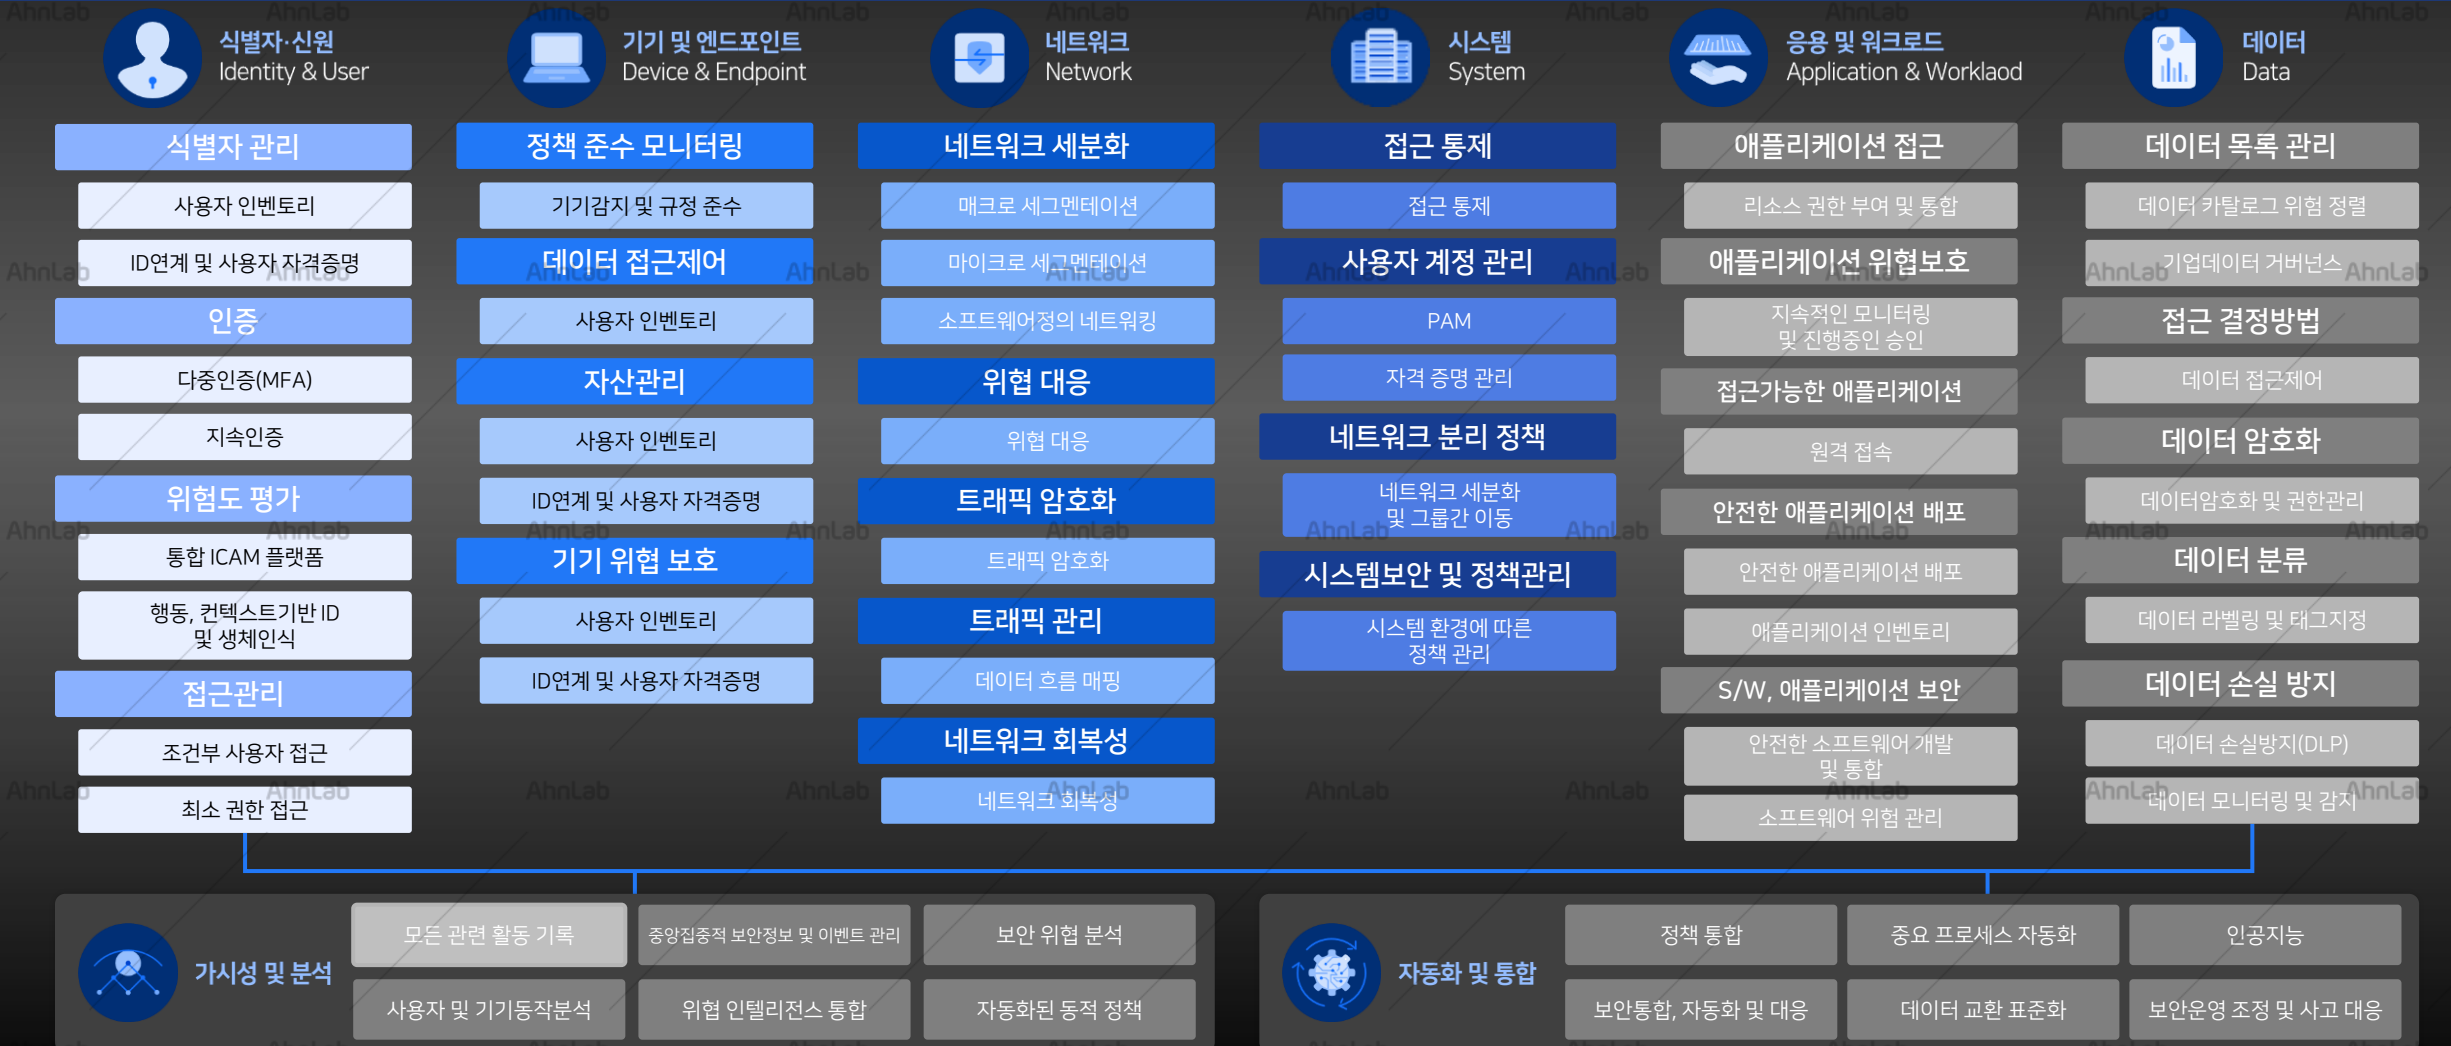 식별자·신원
Identity & User
기기 및 엔드포인트
Device & Endpoint
네트워크
Network
시스템
System
응용 및 워크로드
Application & Worklaod
데이터
Data
식별자 관리
사용자 인벤토리
ID연계 및 사용자 자격증명
인증
다중인증(MFA)
지속인증
위험도 평가
통합 ICAM 플랫폼
행동, 컨텍스트기반 ID
및 생체인식
접근관리
조건부 사용자 접근
최소 권한 접근
정책 준수 모니터링
기기감지 및 규정 준수
데이터 접근제어
사용자 인벤토리
자산관리
사용자 인벤토리
ID연계 및 사용자 자격증명
기기 위협 보호
사용자 인벤토리
ID연계 및 사용자 자격증명
네트워크 세분화
매크로 세그멘테이션
마이크로 세그멘테이션
소프트웨어정의 네트워킹
위협 대응
위협 대응
트래픽 암호화
트래픽 암호화
트래픽 관리
데이터 흐름 매핑
네트워크 회복성
네트워크 회복성
접근 통제
접근 통제
사용자 계정 관리
PAM
자격 증명 관리
네트워크 분리 정책
네트워크 세분화
및 그룹간 이동
시스템보안 및 정책관리
시스템 환경에 따른
정책 관리
애플리케이션 접근
리소스 권한 부여 및 통합
애플리케이션 위협보호
지속적인 모니터링
및 진행중인 승인
접근가능한 애플리케이션
원격 접속
안전한 애플리케이션 배포
안전한 애플리케이션 배포
애플리케이션 인벤토리
S/W, 애플리케이션 보안
안전한 소프트웨어 개발
및 통합
소프트웨어 위험 관리
데이터 목록 관리
데이터 카탈로그 위험 정렬
기업데이터 거버넌스
접근 결정방법
데이터 접근제어
데이터 암호화
데이터암호화 및 권한관리
데이터 분류
데이터 라벨링 및 태그지정
데이터 손실 방지
데이터 손실방지(DLP)
데이터 모니터링 및 감지
가시성 및 분석
모든 관련 활동 기록
중앙집중적 보안정보 및 이벤트 관리
보안 위협 분석
사용자 및 기기동작분석
위협 인텔리전스 통합
자동화된 동적 정책
자동화 및 통합
정책 통합
중요 프로세스 자동화
인공지능
보안통합, 자동화 및 대응
데이터 교환 표준화
보안운영 조정 및 사고 대응
AhnLab